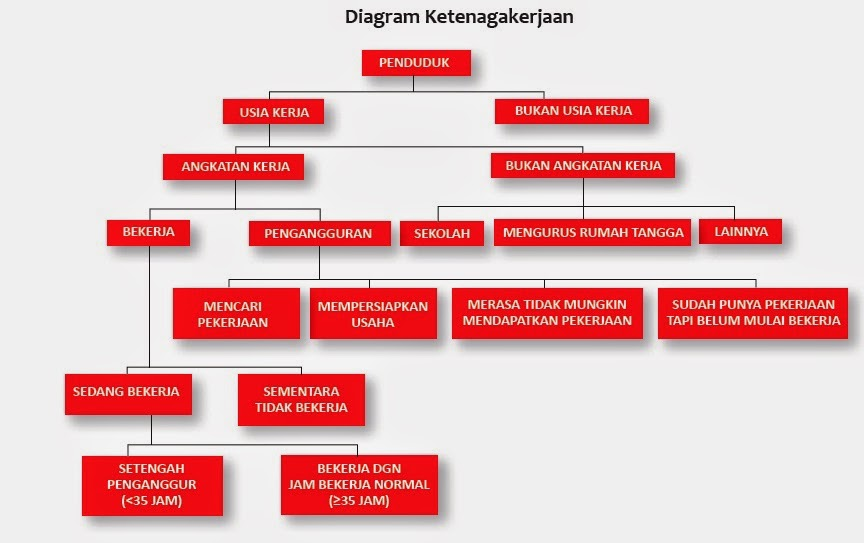 Diagram Ketenagakerjaan
PENDUDUK
USIA KERJA
BUKAN USIA KERJA
ANGKATAN KERJA
BUKAN ANGKATAN KERJA
BEKERJA
PENGANGGURAN
SEKOLAH
MENGURUS RUMAH TANGGA
LAINNYA
MENCARI
PEKERJAAN
MEMPERSIAPKAN
USAHA
MERASA TIDAK MUNGKIN
MENDAPATKAN PEKERJAAN
SUDAH PUNYA PEKERJAAN
TAPI BELUM MULAI BEKERJA
SEDANG BEKERJA
SEMENTARA
TIDAK BEKERJA
SETENGAH
PENGANGGUR
(<35 JAM)
BEKERJA DGN
JAM BEKERJA NORMAL
(≥35 JAM)